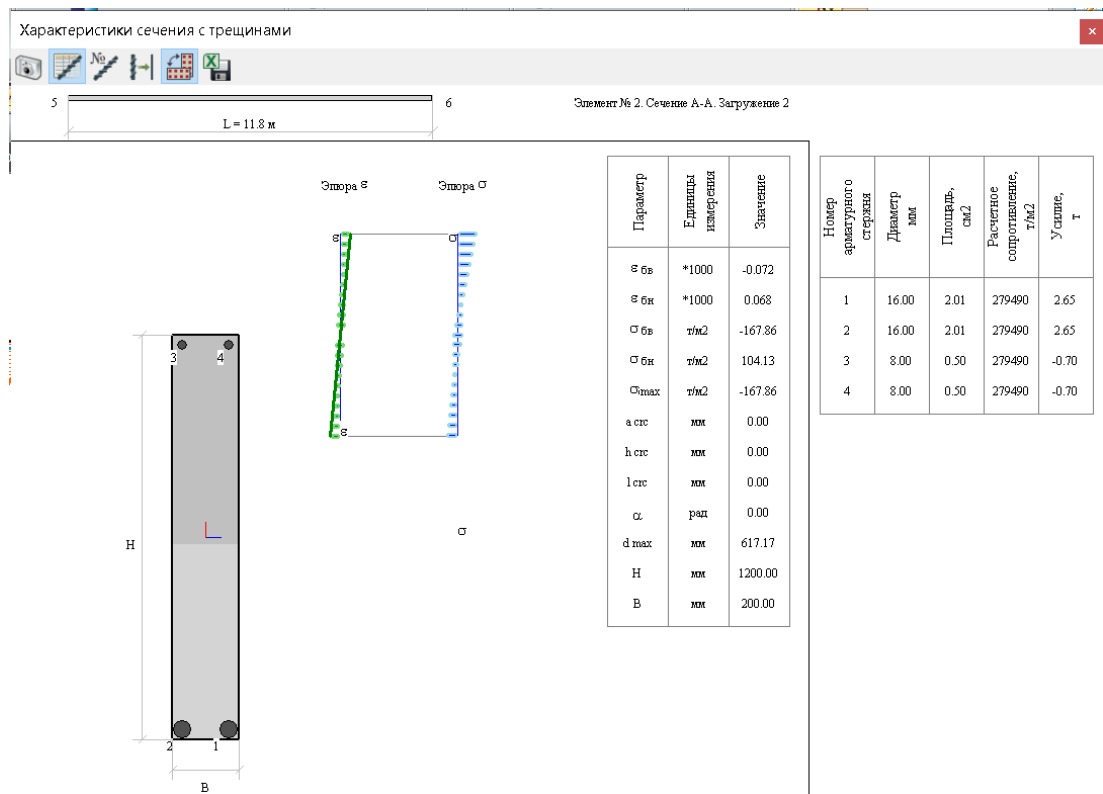 Характеристики сечения с трещинами
№
5
6
Элемент № 2. Сечение А-А. Загружение 2
L = 11.8 м
Эпюра ε
Эпюра σ
ε
σ
ε
σ
3
4
H
2
1
B
Параметр
Единицы измерения
Значение
ε бв *1000 -0.072
ε бн *1000 0.068
σ бв т/м2 -167.86
σ бн т/м2 104.13
σ max т/м2 -167.86
a crc мм 0.00
h crc мм 0.00
l crc мм 0.00
α рад 0.00
d max мм 617.17
H мм 1200.00
B мм 200.00
Номер арматурного стержня
Диаметр мм
Площадь, см2
Расчетное сопротивление, т/м2
Усилие, т
1 16.00 2.01 279490 2.65
2 16.00 2.01 279490 2.65
3 8.00 0.50 279490 -0.70
4 8.00 0.50 279490 -0.70